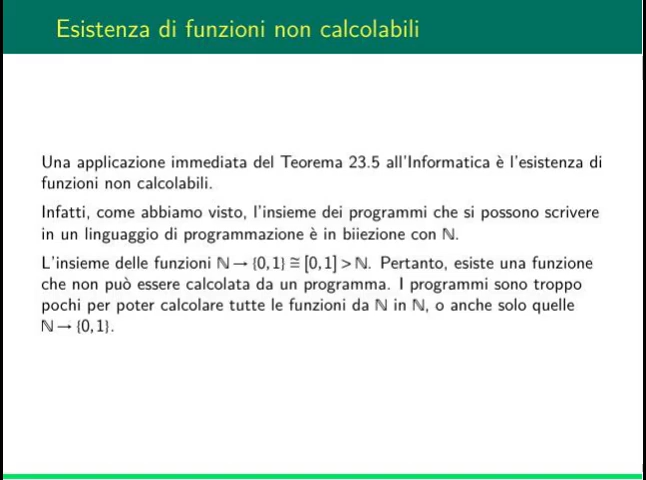 Esistenza di funzioni non calcolabili
Una applicazione immediata del Teorema 23.5 all'Informatica è l'esistenza di
funzioni non calcolabili.
Infatti, come abbiamo visto, l'insieme dei programmi che si possono scrivere
in un linguaggio di programmazione è in biiezione con ℕ.
L'insieme delle funzioni ℕ → {0,1} ≅ [0,1] > ℕ. Pertanto, esiste una funzione
che non può essere calcolata da un programma. I programmi sono troppo
pochi per poter calcolare tutte le funzioni da ℕ in ℕ, o anche solo quelle
ℕ → {0,1}.